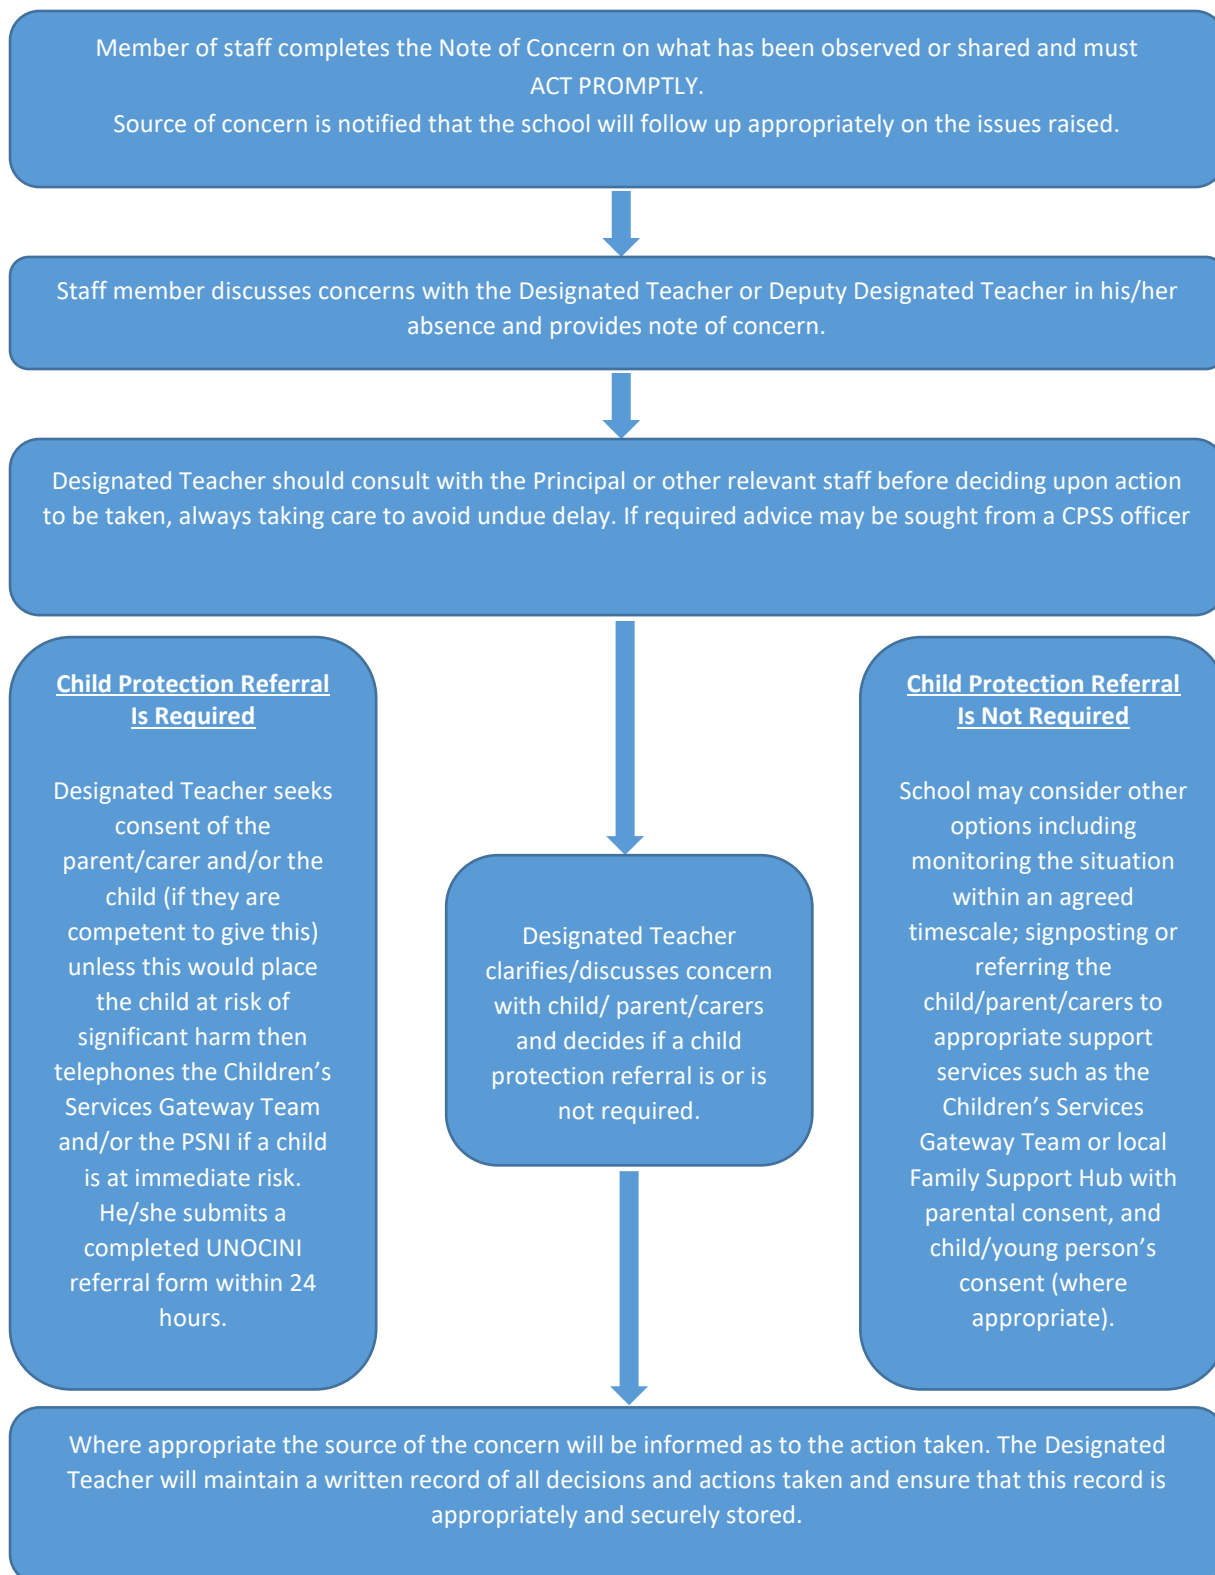 Member of staff completes the Note of Concern on what has been observed or shared and must
ACT PROMPTLY.
Source of concern is notified that the school will follow up appropriately on the issues raised.
Staff member discusses concerns with the Designated Teacher or Deputy Designated Teacher in his/her
absence and provides note of concern.
Designated Teacher should consult with the Principal or other relevant staff before deciding upon action
to be taken, always taking care to avoid undue delay. If required advice may be sought from a CPSS officer
Child Protection Referral
Is Required
Designated Teacher seeks
consent of the
parent/carer and/or the
child (if they are
competent to give this)
unless this would place
the child at risk of
significant harm then
telephones the Children’s
Services Gateway Team
and/or the PSNI if a child
is at immediate risk.
He/she submits a
completed UNOCINI
referral form within 24
hours.
Designated Teacher
clarifies/discusses concern
with child/ parent/carers
and decides if a child
protection referral is or is
not required.
Child Protection Referral
Is Not Required
School may consider other
options including
monitoring the situation
within an agreed
timescale; signposting or
referring the
child/parent/carers to
appropriate support
services such as the
Children’s Services
Gateway Team or local
Family Support Hub with
parental consent, and
child/young person’s
consent (where
appropriate).
Where appropriate the source of the concern will be informed as to the action taken. The Designated
Teacher will maintain a written record of all decisions and actions taken and ensure that this record is
appropriately and securely stored.